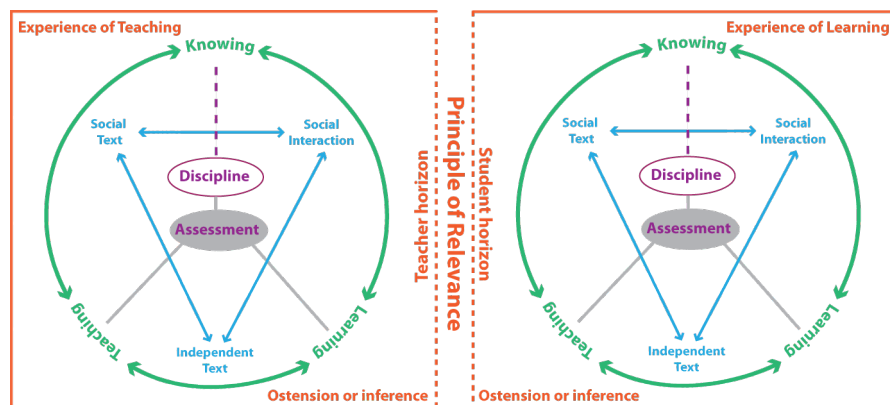 Experience of Teaching
Knowing
Social
Text
Social
Interaction
Discipline
Assessment
Teaching
Learning
Independent
Text
Ostension or inference
Teacher horizon
Principle of Relevance
Student horizon
Experience of Learning
Knowing
Social
Text
Social
Interaction
Discipline
Assessment
Teaching
Learning
Independent
Text
Ostension or inference